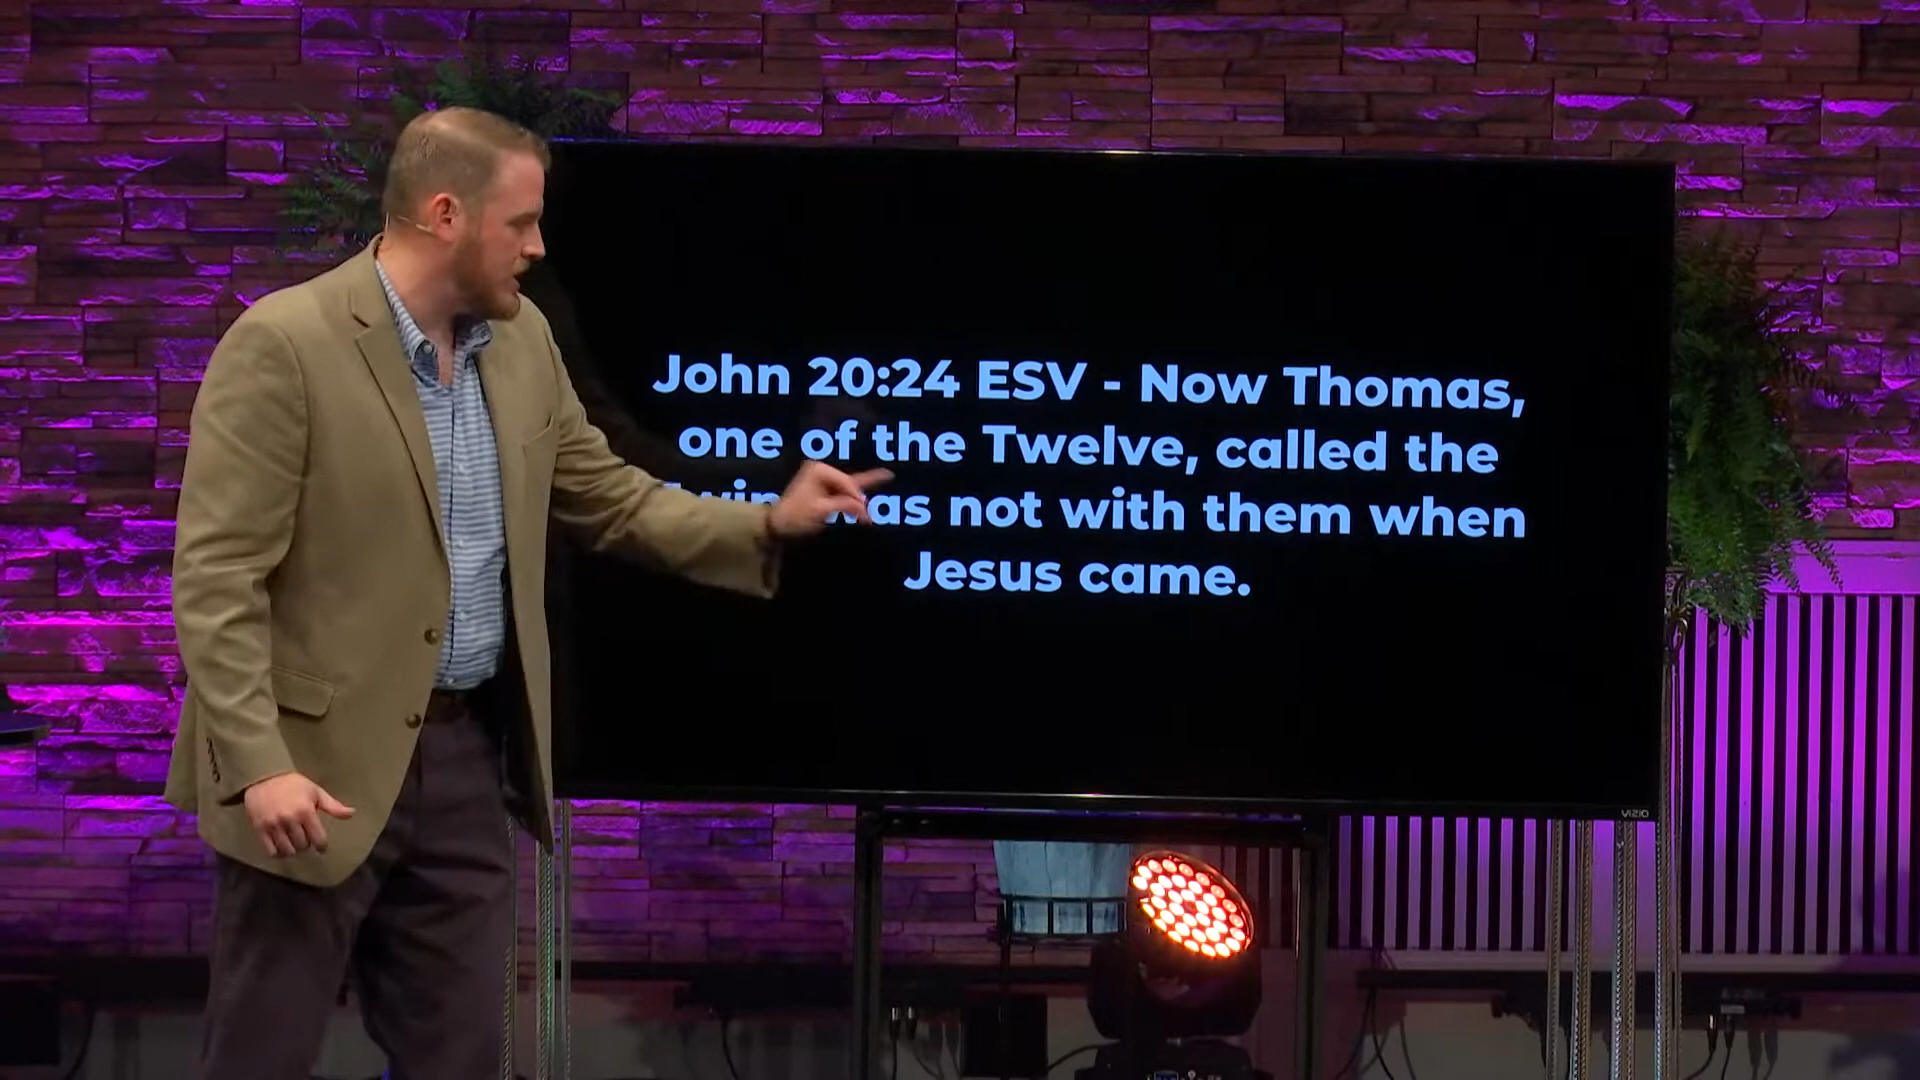 John 20:24 ESV - Now Thomas,
one of the Twelve, called the
was not with them when
Jesus came.
VIZIO